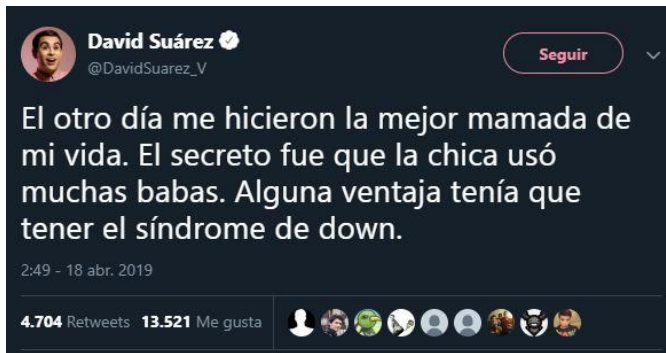 David Suárez
@DavidSuarez_V
Seguir
El otro día me hicieron la mejor mamada de
mi vida. El secreto fue que la chica usó
muchas babas. Alguna ventaja tenía que
tener el síndrome de down.
2:49 - 18 abr. 2019
4.704 Retweets 13.521 Me gusta